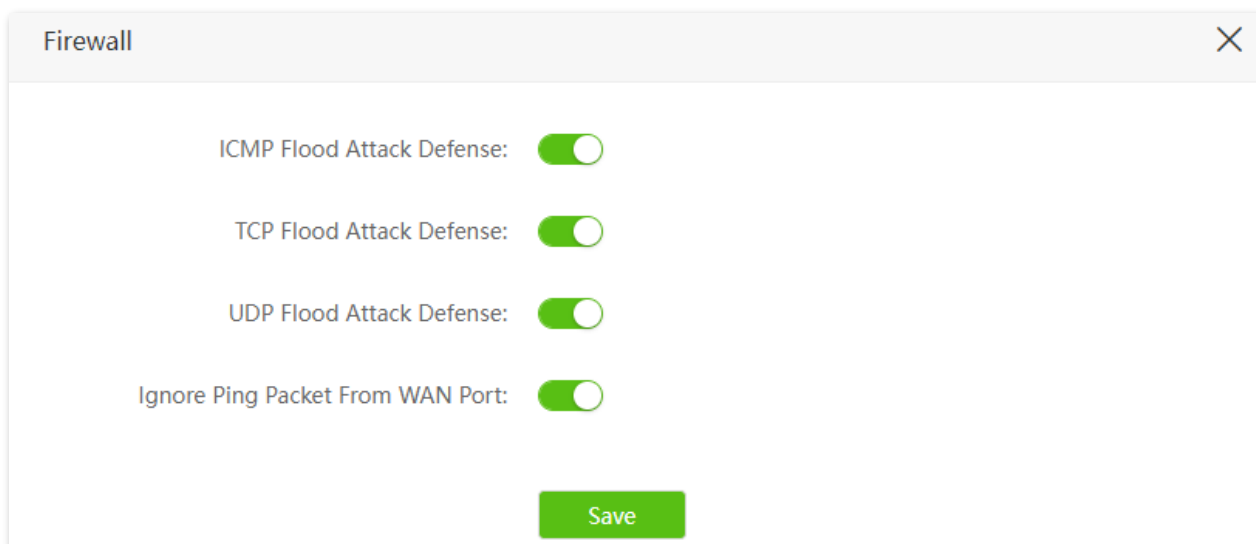 Firewall
ICMP Flood Attack Defense:
TCP Flood Attack Defense:
UDP Flood Attack Defense:
Ignore Ping Packet From WAN Port:
Save